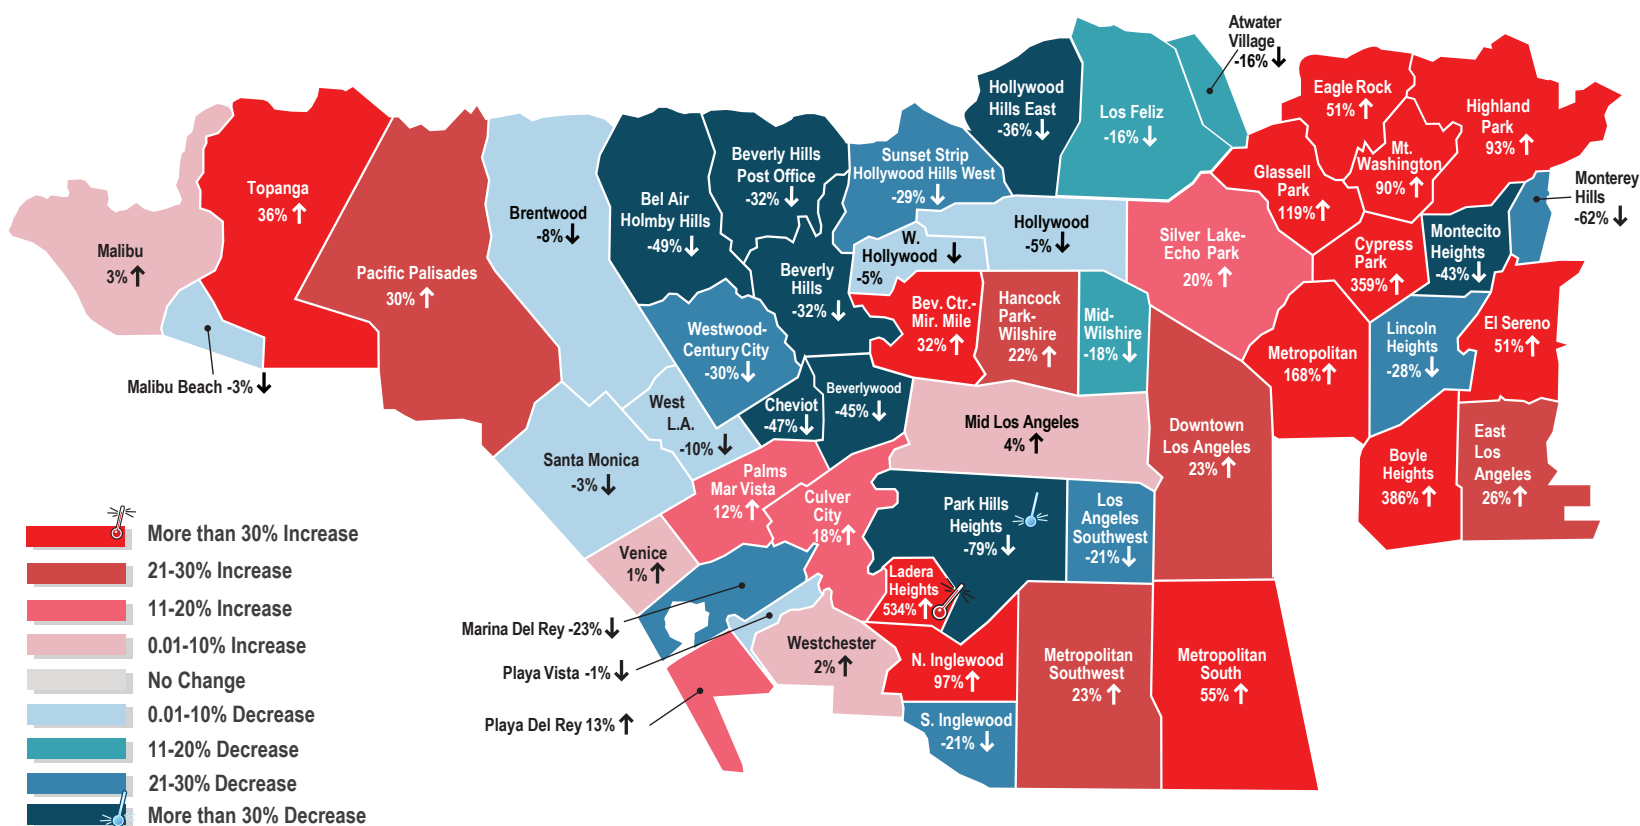 Atwater
Village
-16%
Hollywood
Hills East
-36%
Los Feliz
-16%
Eagle Rock
51%
Highland
Park
93%
Mt.
Washington
90%
Glassell
Park
119%
Monterey
Hills
-62%
Topanga
36%
Beverly Hills
Post Office
-32%
Sunset Strip
Hollywood Hills West
-29%
Bel Air
Holmby Hills
-49%
Brentwood
-8%
Hollywood
-5%
W.
Hollywood
-5%
Silver Lake-
Echo Park
20%
Cypress
Park
359%
Montecito
Heights
-43%
Malibu
3%
Pacific Palisades
30%
Beverly
Hills
-32%
Bev. Ctr.-
Mir. Mile
32%
Hancock
Park-
Wilshire
22%
Mid-
Wilshire
-18%
Westwood-
Century City
-30%
Metropolitan
168%
Lincoln
Heights
-28%
El Sereno
51%
Malibu Beach -3%
West
L.A.
-10%
Cheviot
-47%
Beverlywood
-45%
Mid Los Angeles
4%
Downtown
Los Angeles
23%
Boyle
Heights
386%
East
Los
Angeles
26%
Santa Monica
-3%
Palms
Mar Vista
12%
Culver
City
18%
Park Hills
Heights
-79%
Los
Angeles
Southwest
-21%
Venice
1%
Ladera
Heights
534%
Marina Del Rey -23%
Playa Vista -1%
Westchester
2%
N. Inglewood
97%
Metropolitan
Southwest
23%
Metropolitan
South
55%
Playa Del Rey 13%
S. Inglewood
-21%
More than 30% Increase
21-30% Increase
11-20% Increase
0.01-10% Increase
No Change
0.01-10% Decrease
11-20% Decrease
21-30% Decrease
More than 30% Decrease